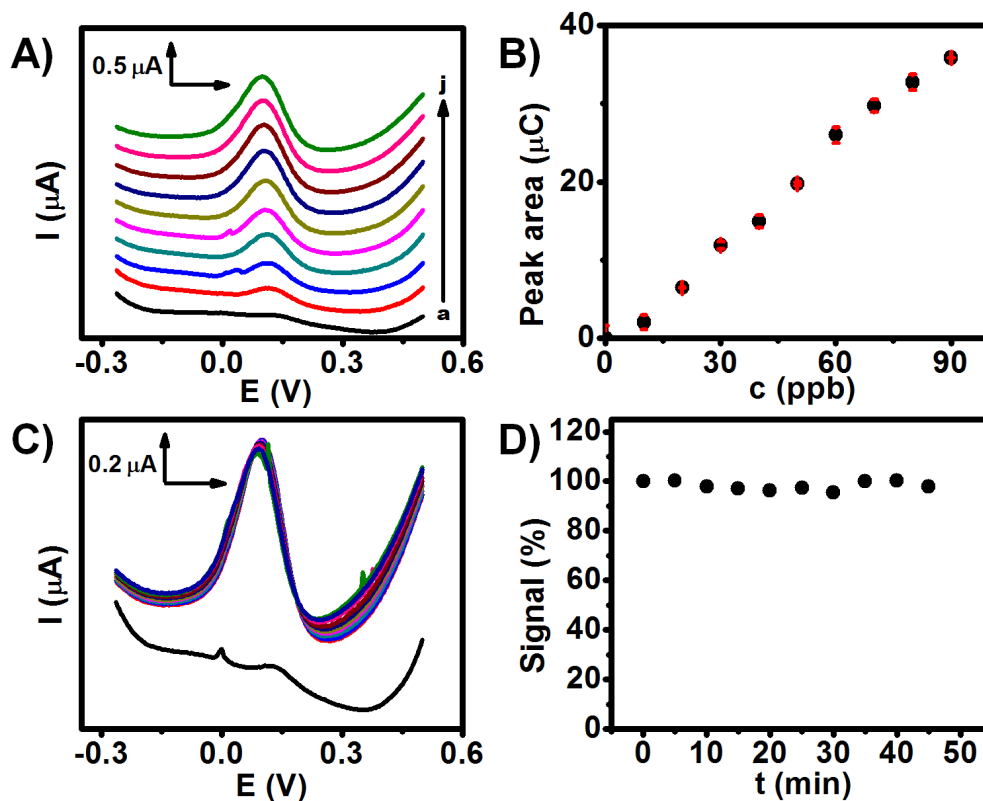 A)
0.5 µA
j
a
I (µA)
-0.3 0.0 0.3 0.6
E (V)
B)
40
20
0
Peak area (µC)
0 30 60 90
c (ppb)
C)
0.2 µA
I (µA)
-0.3 0.0 0.3 0.6
E (V)
D)
120
100
80
60
40
20
0
Signal (%)
0 10 20 30 40 50
t (min)